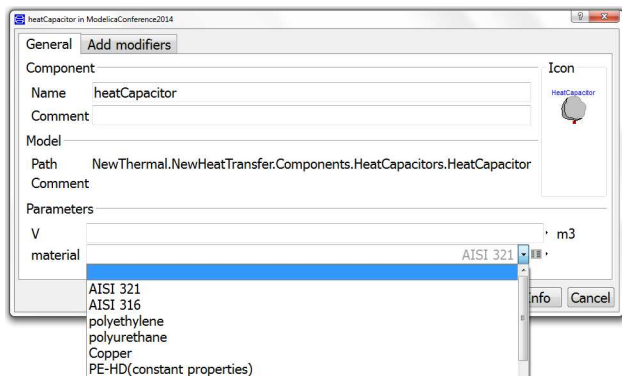 heatCapacitor in ModelicaConference2014
General Add modifiers
Component
Icon
Name heatCapacitor
HeatCapacitor
Comment
Model
Path NewThermal.NewHeatTransfer.Components.HeatCapacitors.HeatCapacitor
Comment
Parameters
V m3
material AISI 321
AISI 321
AISI 316
polyethylene
polyurethane
Copper
PE-HD(constant properties)
nfo Cancel